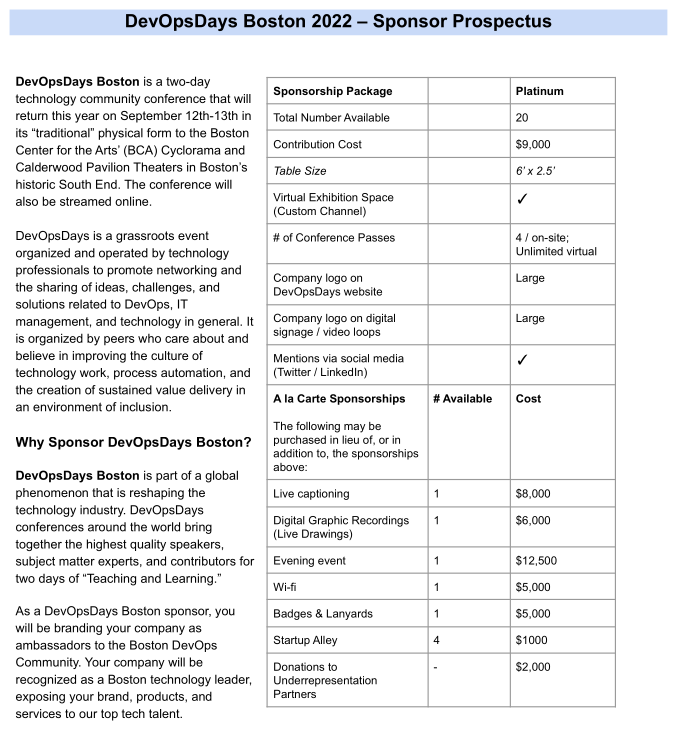 DevOpsDays Boston 2022 – Sponsor Prospectus
DevOpsDays Boston is a two-day
technology community conference that will
return this year on September 12th-13th in
its “traditional” physical form to the Boston
Center for the Arts’ (BCA) Cyclorama and
Calderwood Pavilion Theaters in Boston’s
historic South End. The conference will
also be streamed online.
DevOpsDays is a grassroots event
organized and operated by technology
professionals to promote networking and
the sharing of ideas, challenges, and
solutions related to DevOps, IT
management, and technology in general. It
is organized by peers who care about and
believe in improving the culture of
technology work, process automation, and
the creation of sustained value delivery in
an environment of inclusion.
Why Sponsor DevOpsDays Boston?
DevOpsDays Boston is part of a global
phenomenon that is reshaping the
technology industry. DevOpsDays
conferences around the world bring
together the highest quality speakers,
subject matter experts, and contributors for
two days of “Teaching and Learning.”
As a DevOpsDays Boston sponsor, you
will be branding your company as
ambassadors to the Boston DevOps
Community. Your company will be
recognized as a Boston technology leader,
exposing your brand, products, and
services to our top tech talent.
Sponsorship Package Platinum
Total Number Available 20
Contribution Cost $9,000
Table Size 6’ x 2.5’
Virtual Exhibition Space ✓
(Custom Channel)
# of Conference Passes 4 / on-site;
Unlimited virtual
Company logo on Large
DevOpsDays website
Company logo on digital Large
signage / video loops
Mentions via social media ✓
(Twitter / LinkedIn)
A la Carte Sponsorships # Available Cost
The following may be
purchased in lieu of, or in
addition to, the sponsorships
above:
Live captioning 1 $8,000
Digital Graphic Recordings 1 $6,000
(Live Drawings)
Evening event 1 $12,500
Wi-fi 1 $5,000
Badges & Lanyards 1 $5,000
Startup Alley 4 $1000
Donations to - $2,000
Underrepresentation
Partners